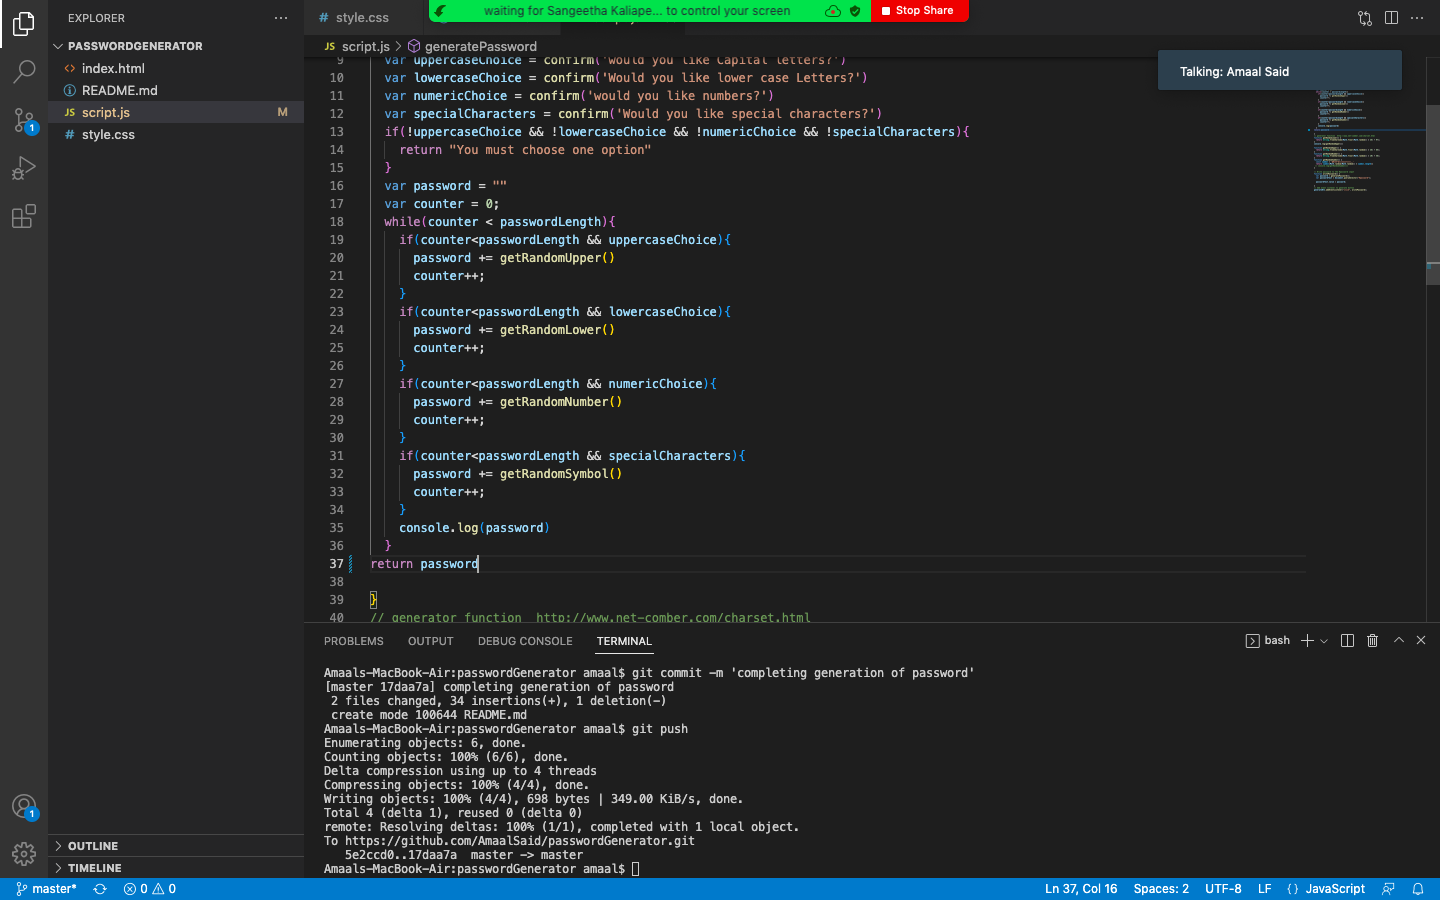 EXPLORER
style.css
waiting for Sangeetha Kaliape... to control your screen
Stop Share
PASSWORDGENERATOR
index.html
README.md
script.js M
style.css
script.js > generatePassword
Talking: Amaal Said
9 var uppercaseChoice = confirm('would you like Capital letters?')
10 var lowercaseChoice = confirm('Would you like lower case Letters?')
11 var numericChoice = confirm('would you like numbers?')
12 var specialCharacters = confirm('Would you like special characters?')
13 if(!uppercaseChoice && !lowercaseChoice && !numericChoice && !specialCharacters){
14 return "You must choose one option"
15 }
16 var password = ""
17 var counter = 0;
18 while(counter < passwordLength){
19 if(counter<passwordLength && uppercaseChoice){
20 password += getRandomUpper()
21 counter++;
22 }
23 if(counter<passwordLength && lowercaseChoice){
24 password += getRandomLower()
25 counter++;
26 }
27 if(counter<passwordLength && numericChoice){
28 password += getRandomNumber()
29 counter++;
30 }
31 if(counter<passwordLength && specialCharacters){
32 password += getRandomSymbol()
33 counter++;
34 }
35 console.log(password)
36 }
37 return password
38
39 }
40 // generator function http://www.net-comber.com/charset.html
PROBLEMS OUTPUT DEBUG CONSOLE TERMINAL
bash
Amaals-MacBook-Air:passwordGenerator amaal$ git commit -m 'completing generation of password'
[master 17daa7a] completing generation of password
2 files changed, 34 insertions(+), 1 deletion(-)
create mode 100644 README.md
Amaals-MacBook-Air:passwordGenerator amaal$ git push
Enumerating objects: 6, done.
Counting objects: 100% (6/6), done.
Delta compression using up to 4 threads
Compressing objects: 100% (4/4), done.
Writing objects: 100% (4/4), 698 bytes | 349.00 KiB/s, done.
Total 4 (delta 1), reused 0 (delta 0)
remote: Resolving deltas: 100% (1/1), completed with 1 local object.
To https://github.com/AmaalSaid/passwordGenerator.git
5e2ccd0..17daa7a master -> master
Amaals-MacBook-Air:passwordGenerator amaal$
OUTLINE
TIMELINE
master* 0 0
Ln 37, Col 16 Spaces: 2 UTF-8 LF {} JavaScript